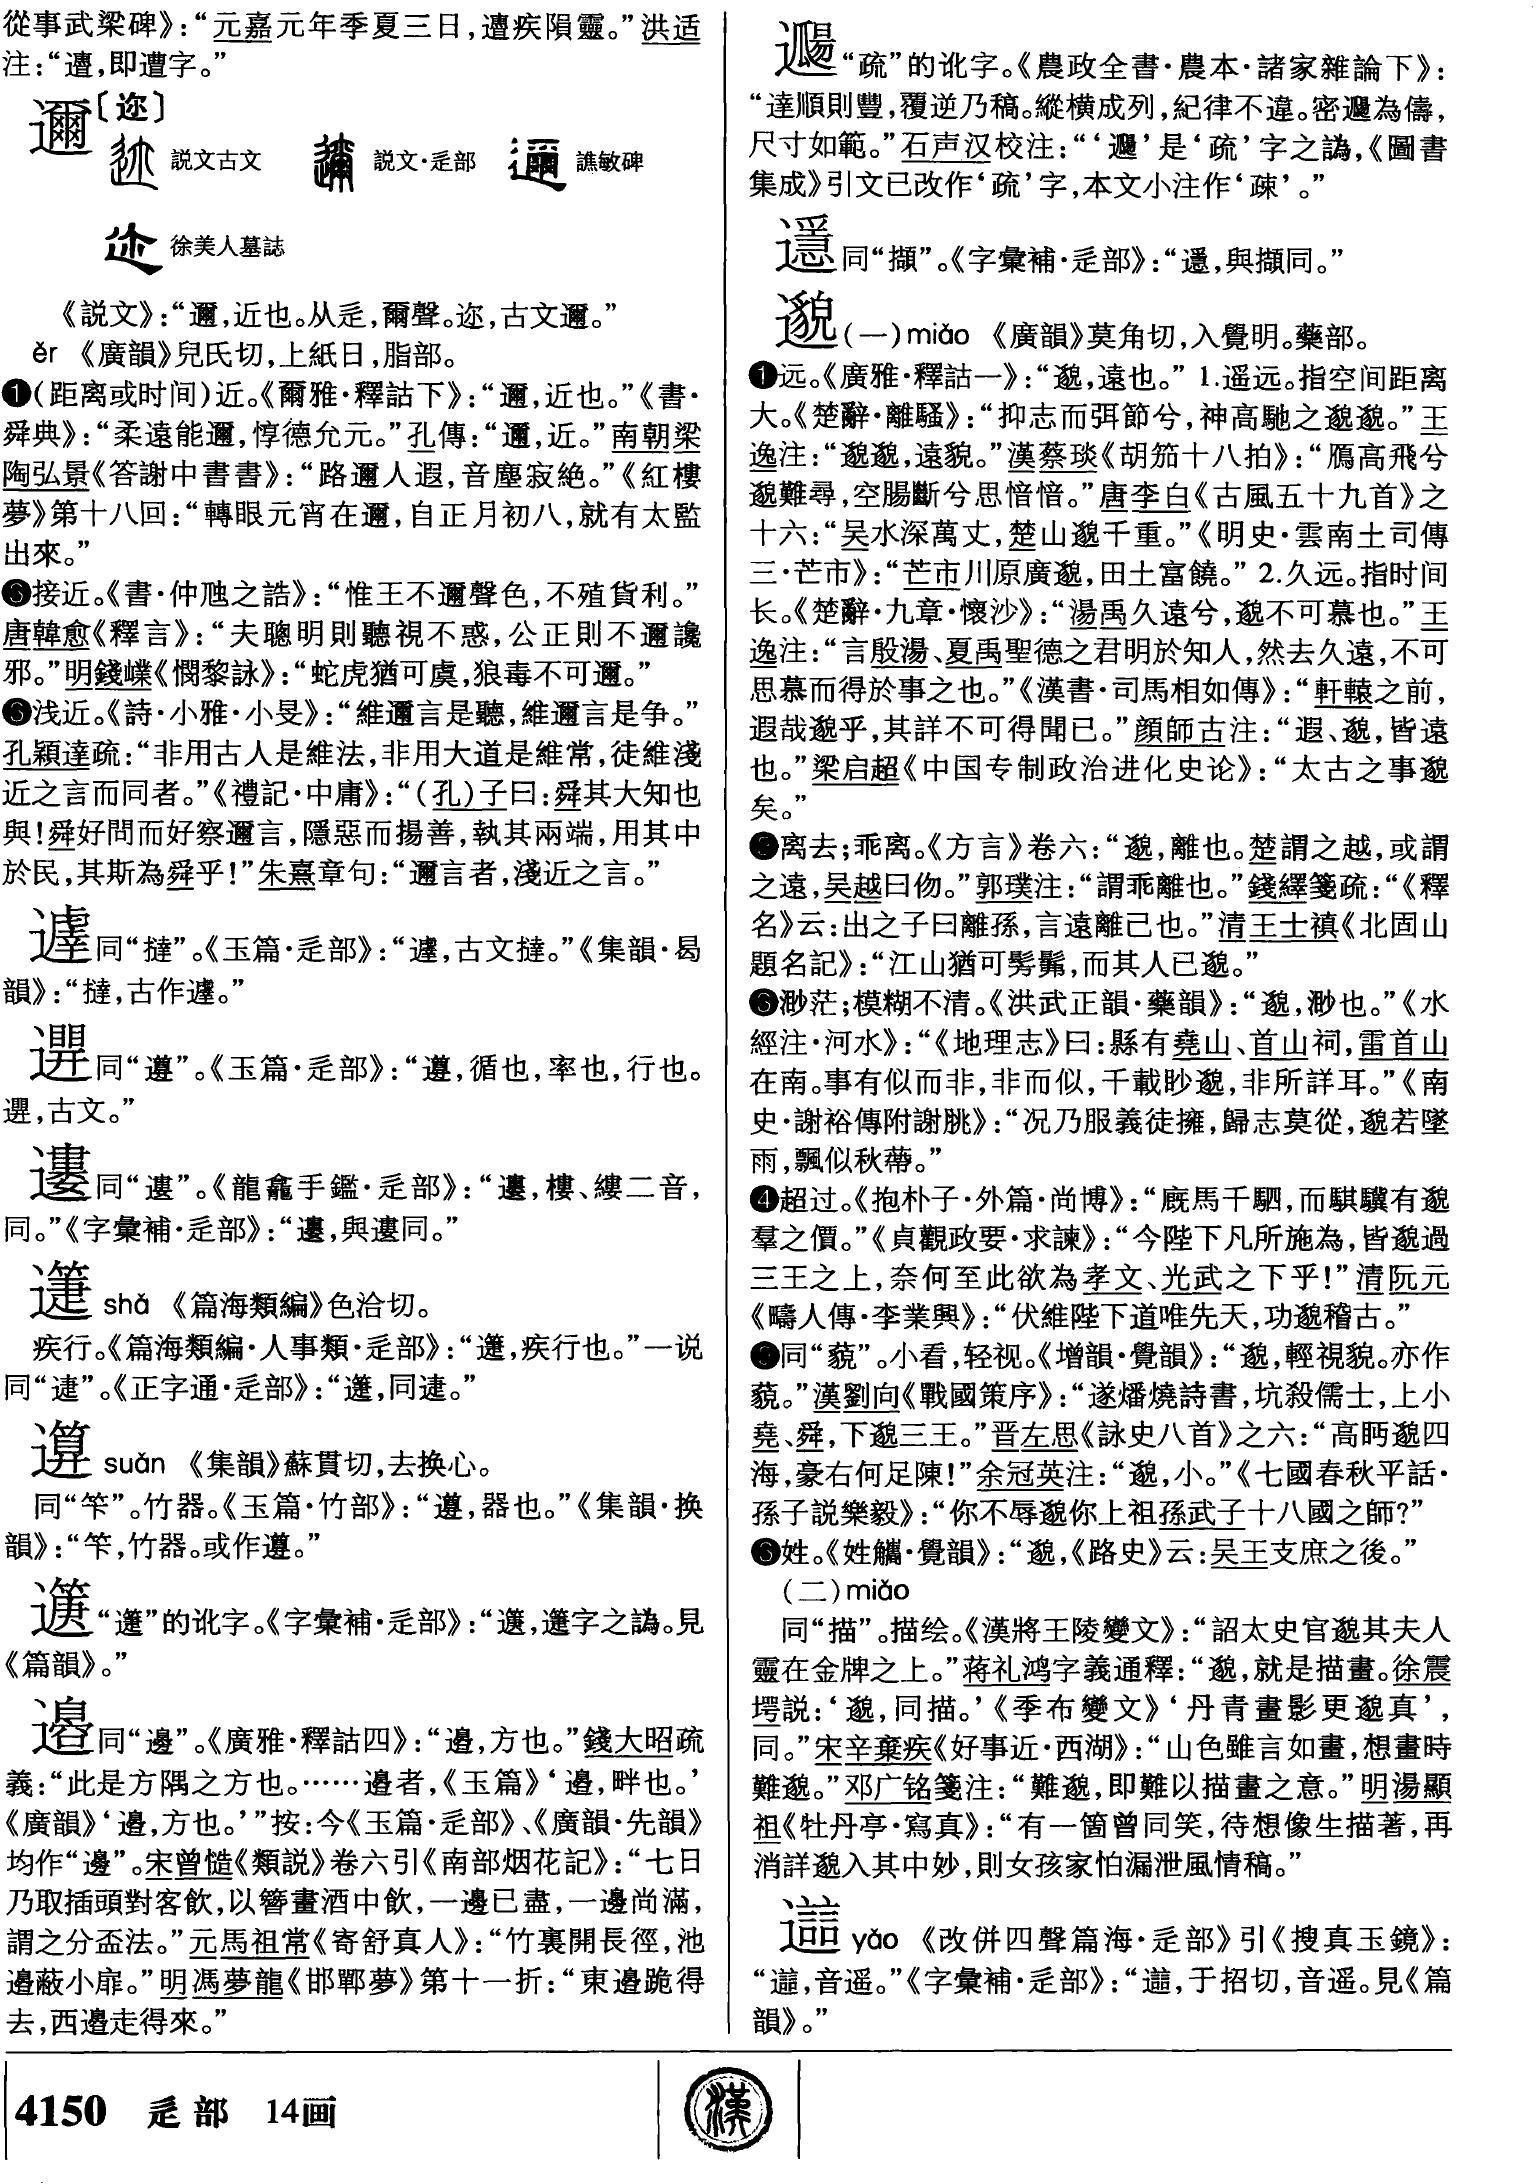 從事武梁碑》：“元嘉元年季夏三日，遭疾隕靈。”洪适
注：“，即遭字。”
邇〔迩〕
説文古文 説文·辵部 譙敏碑
徐美人墓誌
《説文》：“邇，近也。从辵，爾聲。迩，古文邇。”
ěr 《廣韻》兒氏切，上紙日，脂部。
❶（距离或时间）近。《爾雅·釋詁下》：“邇，近也。”《書·
舜典》：“柔遠能邇，惇德允元。”孔傳：“邇，近。”南朝梁
陶弘景《答謝中書書》：“路邇人遐，音塵寂絶。”《紅樓
夢》第十八回：“轉眼元宵在邇，自正月初八，就有太監
出來。”
接近。《書·仲虺之誥》：“惟王不邇聲色，不殖貨利。”
唐韓愈《釋言》：“夫聰明則聽視不惑，公正則不邇讒
邪。”明錢㠛《憫黎詠》：“蛇虎猶可虞，狼毒不可邇。”
❸浅近。《詩·小雅·小旻》：“維邇言是聽，維邇言是争。”
孔穎達疏：“非用古人是維法，非用大道是維常，徒維淺
近之言而同者。”《禮記·中庸》：“（孔）子曰：舜其大知也
與！舜好問而好察邇言，隱惡而揚善，執其兩端，用其中
於民，其斯為舜乎！”朱熹章句：“邇言者，淺近之言。”
同“撻”。《玉篇·辵部》：“，古文撻。”《集韻·曷
韻》：“撻，古作。”
同“遵”。《玉篇·辵部》：“遵，循也，率也，行也。
，古文。”
同“遱”。《龍龕手鑑·辵部》：“，樓、縷二音，
同。”《字彙補·辵部》：“，與遱同。”
shà 《篇海類編》色洽切。
疾行。《篇海類編·人事類·辵部》：“，疾行也。”一说
同“逮”。《正字通·辵部》：“，同逮。”
suǎn 《集韻》蘇貫切，去换心。
同“笇”。竹器。《玉篇·竹部》：“，器也。”《集韻·换
韻》：“笇，竹器。或作。”
“”的讹字。《字彙補·辵部》：“，字之譌。見
《篇韻》。”
邉同“邊”。《廣雅·釋詁四》：“邉，方也。”錢大昭疏
義：“此是方隅之方也。……邉者，《玉篇》‘邉，畔也。’
《廣韻》‘邉，方也。’”按：今《玉篇·辵部》、《廣韻·先韻》
均作“邊”。宋曾慥《類説》卷六引《南部烟花記》：“七日
乃取插頭對客飲，以簪畫酒中飲，一邉已盡，一邉尚滿，
謂之分盃法。”元馬祖常《寄舒真人》：“竹裏開長徑，池
邉蔽小扉。”明馮夢龍《邯鄲夢》第十一折：“東邉跪得
去，西邉走得來。”
“疏”的讹字。《農政全書·農本·諸家雜論下》：
“達順則豐，覆逆乃稿。縱横成列，紀律不違。密為儔，
尺寸如範。”石声汉校注：“‘’是‘疏’字之譌，《圖書
集成》引文已改作‘疏’字，本文小注作‘疎’。”
同“擷”。《字彙補·辵部》：“，與擷同。”
邈（一）miǎo 《廣韻》莫角切，入覺明。藥部。
❶远。《廣雅·釋詁一》：“邈，遠也。”1.遥远。指空间距离
大。《楚辭·離騷》：“抑志而弭節兮，神高馳之邈邈。”王
逸注：“邈邈，遠貌。”漢蔡琰《胡笳十八拍》：“鴈高飛兮
邈難尋，空腸斷兮思愔愔。”唐李白《古風五十九首》之
十六：“吴水深萬丈，楚山邈千重。”《明史·雲南土司傳
三·芒市》：“芒市川原廣邈，田土富饒。”2.久远。指时间
长。《楚辭·九章·懷沙》：“湯禹久遠兮，邈不可慕也。”王
逸注：“言殷湯、夏禹聖德之君明於知人，然去久遠，不可
思慕而得於事之也。”《漢書·司馬相如傳》：“軒轅之前，
遐哉邈乎，其詳不可得聞已。”顔師古注：“遐、邈，皆遠
也。”梁启超《中国专制政治进化史论》：“太古之事邈
矣。”
离去；乖离。《方言》卷六：“邈，離也。楚謂之越，或謂
之遠，吴越曰伆。”郭璞注：“謂乖離也。”錢繹箋疏：“《釋
名》云：出之子曰離孫，言遠離己也。”清王士禛《北固山
題名記》：“江山猶可髣髴，而其人已邈。”
❸渺茫；模糊不清。《洪武正韻·藥韻》：“邈，渺也。”《水
經注·河水》：“《地理志》曰：縣有堯山、首山祠，雷首山
在南。事有似而非，非而似，千載眇邈，非所詳耳。”《南
史·謝裕傳附謝朓》：“况乃服義徒擁，歸志莫從，邈若墜
雨，飄似秋蔕。”
❹超过。《抱朴子·外篇·尚博》：“厩馬千駟，而騏驥有邈
羣之價。”《貞觀政要·求諫》：“今陛下凡所施為，皆邈過
三王之上，奈何至此欲為孝文、光武之下乎！”清阮元
《疇人傳·李業興》：“伏維陛下道唯先天，功邈稽古。”
同“藐”。小看，轻视。《增韻·覺韻》：“邈，輕視貌。亦作
藐。”漢劉向《戰國策序》：“遂燔燒詩書，坑殺儒士，上小
堯、舜，下邈三王。”晋左思《詠史八首》之六：“高眄邈四
海，豪右何足陳！”余冠英注：“邈，小。”《七國春秋平話·
孫子説樂毅》：“你不辱邈你上祖孫武子十八國之師？”
姓。《姓觿·覺韻》：“邈，《路史》云：吴王支庶之後。”
（二）miǎo
同“描”。描绘。《漢將王陵變文》：“詔太史官邈其夫人
靈在金牌之上。”蒋礼鸿字義通釋：“邈，就是描畫。徐震
堮説：‘邈，同描。’《季布變文》‘丹青畫影更邈真’，
同。”宋辛棄疾《好事近·西湖》：“山色雖言如畫，想畫時
難邈。”邓广铭箋注：“難邈，即難以描畫之意。”明湯顯
祖《牡丹亭·寫真》：“有一箇曾同笑，待想像生描著，再
消詳邈入其中妙，則女孩家怕漏泄風情稿。”
yáo 《改併四聲篇海·辵部》引《搜真玉鏡》：
“，音遥。”《字彙補·辵部》：“，于招切，音遥。見《篇
韻》。”
4150 辵部 14画
漢